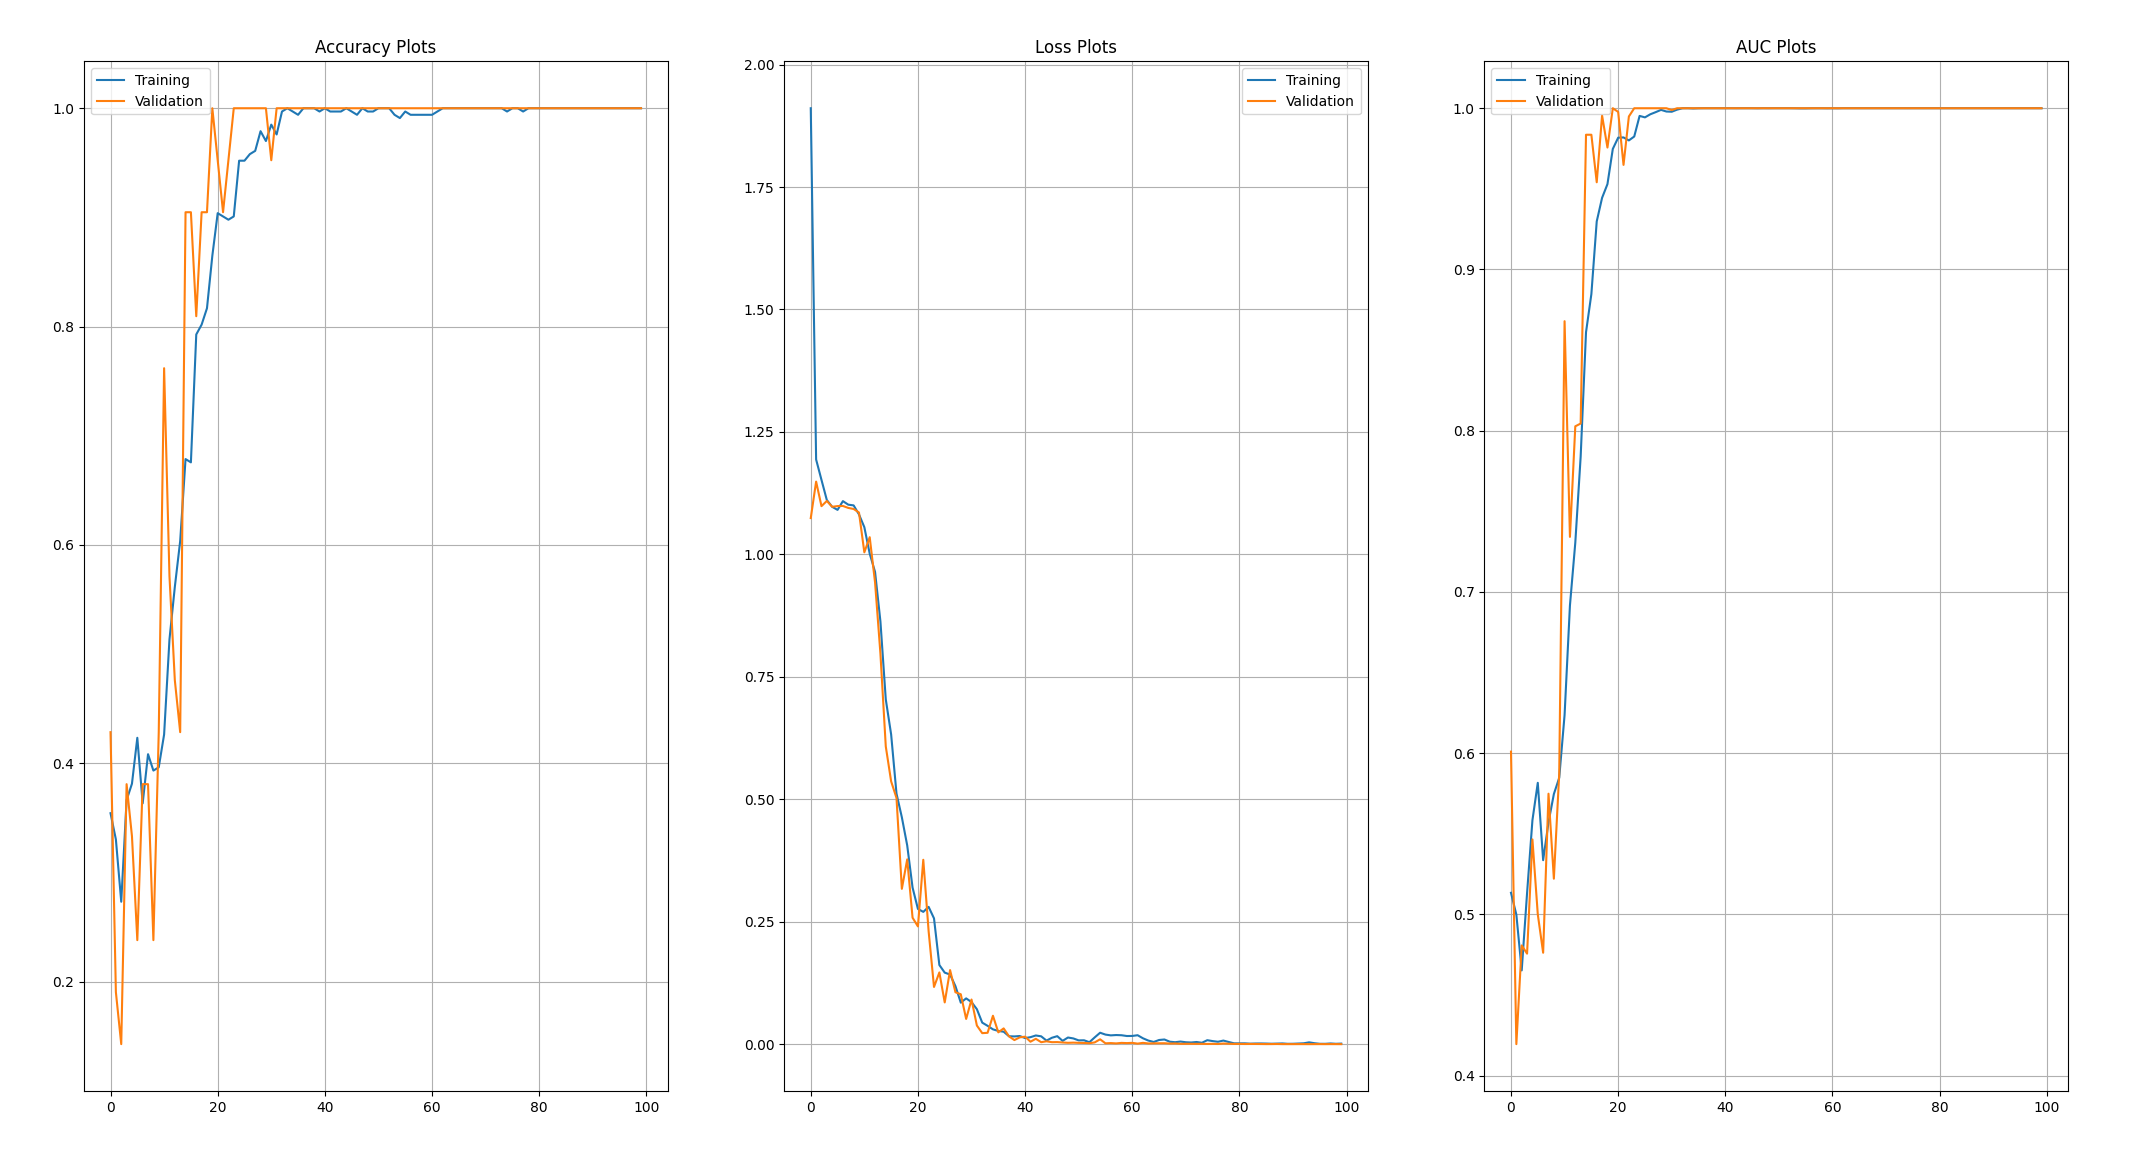 Accuracy Plots
Training
Validation
1.0
0.8
0.6
0.4
0.2
0 20 40 60 80 100
Loss Plots
Training
Validation
2.00
1.75
1.50
1.25
1.00
0.75
0.50
0.25
0.00
0 20 40 60 80 100
AUC Plots
Training
Validation
1.0
0.9
0.8
0.7
0.6
0.5
0.4
0 20 40 60 80 100